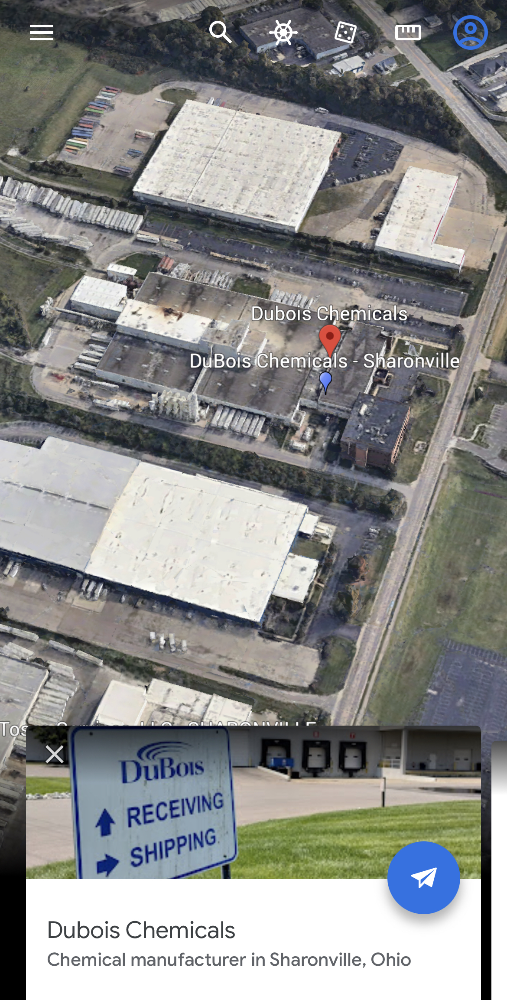 Dubois Chemicals
DuBois Chemicals - Sharonville
DuBois
RECEIVING
SHIPPING
Dubois Chemicals
Chemical manufacturer in Sharonville, Ohio